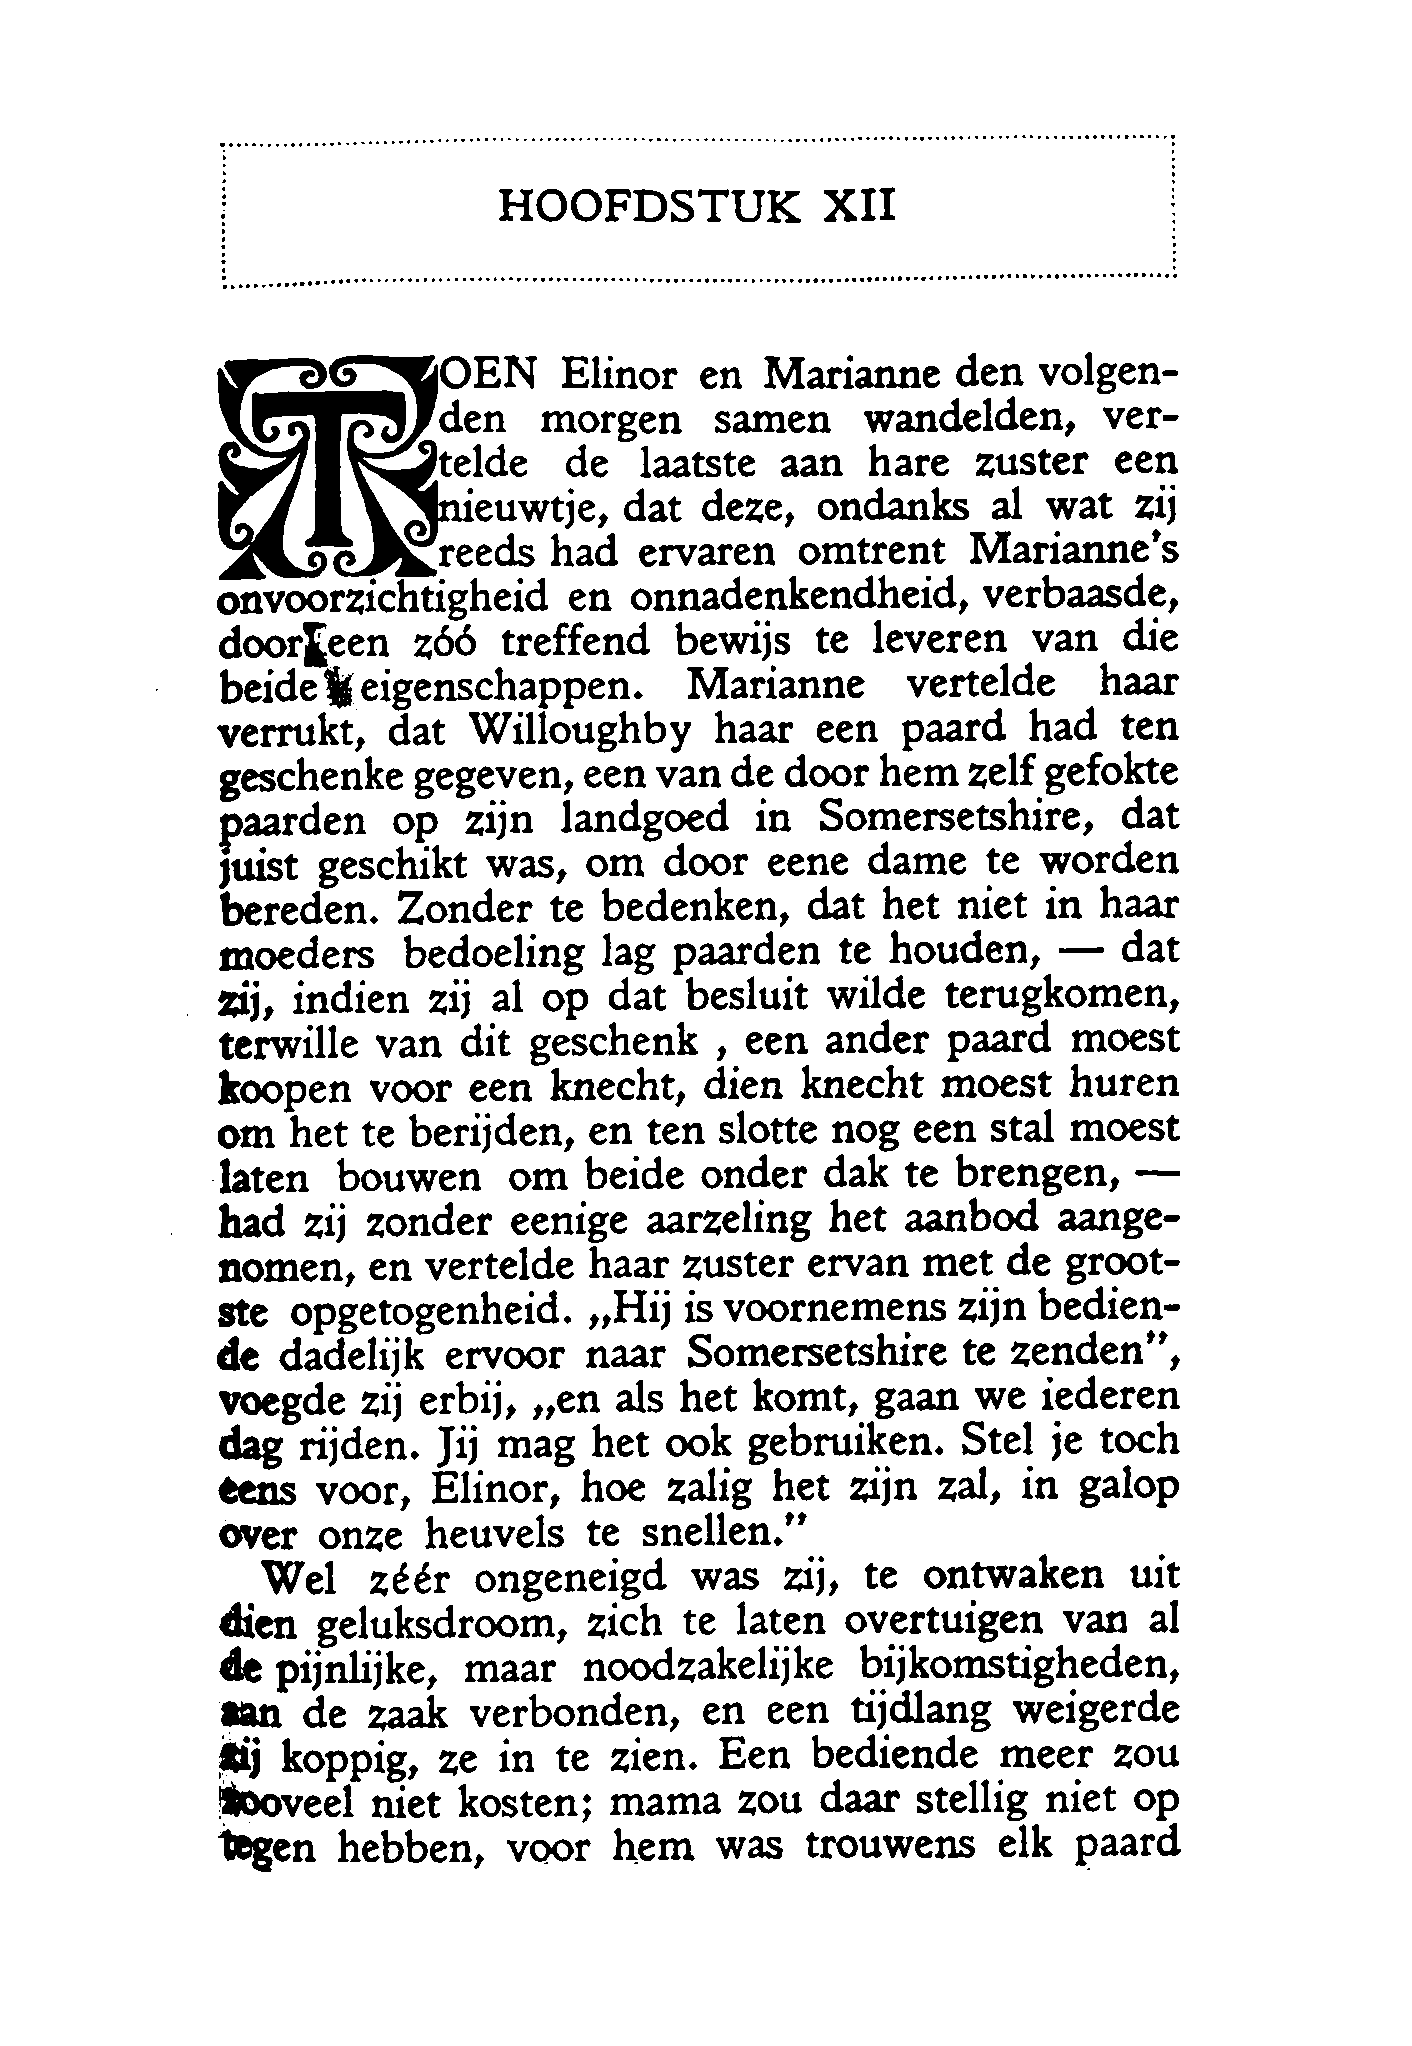 HOOFDSTUK XII
TOEN Elinor en Marianne den volgen-
den morgen samen wandelden, ver-
telde de laatste aan hare zuster een
nieuwtje, dat deze, ondanks al wat zij
reeds had ervaren omtrent Marianne's
onvoorzichtigheid en onnadenkendheid, verbaasde,
door een zóó treffend bewijs te leveren van die
beide eigenschappen. Marianne vertelde haar
verrukt, dat Willoughby haar een paard had ten
geschenke gegeven, een van de door hem zelf gefokte
paarden op zijn landgoed in Somersetshire, dat
juist geschikt was, om door eene dame te worden
bereden. Zonder te bedenken, dat het niet in haar
moeders bedoeling lag paarden te houden, — dat
zij, indien zij al op dat besluit wilde terugkomen,
terwille van dit geschenk , een ander paard moest
koopen voor een knecht, dien knecht moest huren
om het te berijden, en ten slotte nog een stal moest
laten bouwen om beide onder dak te brengen, —
had zij zonder eenige aarzeling het aanbod aange-
nomen, en vertelde haar zuster ervan met de groot-
ste opgetogenheid. „Hij is voornemens zijn bedien-
de dadelijk ervoor naar Somersetshire te zenden”,
voegde zij erbij, „en als het komt, gaan we iederen
dag rijden. Jij mag het ook gebruiken. Stel je toch
eens voor, Elinor, hoe zalig het zijn zal, in galop
over onze heuvels te snellen.”
Wel zéér ongeneigd was zij, te ontwaken uit
dien geluksdroom, zich te laten overtuigen van al
de pijnlijke, maar noodzakelijke bijkomstigheden,
aan de zaak verbonden, en een tijdlang weigerde
zij koppig, ze in te zien. Een bediende meer zou
zooveel niet kosten; mama zou daar stellig niet op
tegen hebben, voor hem was trouwens elk paard